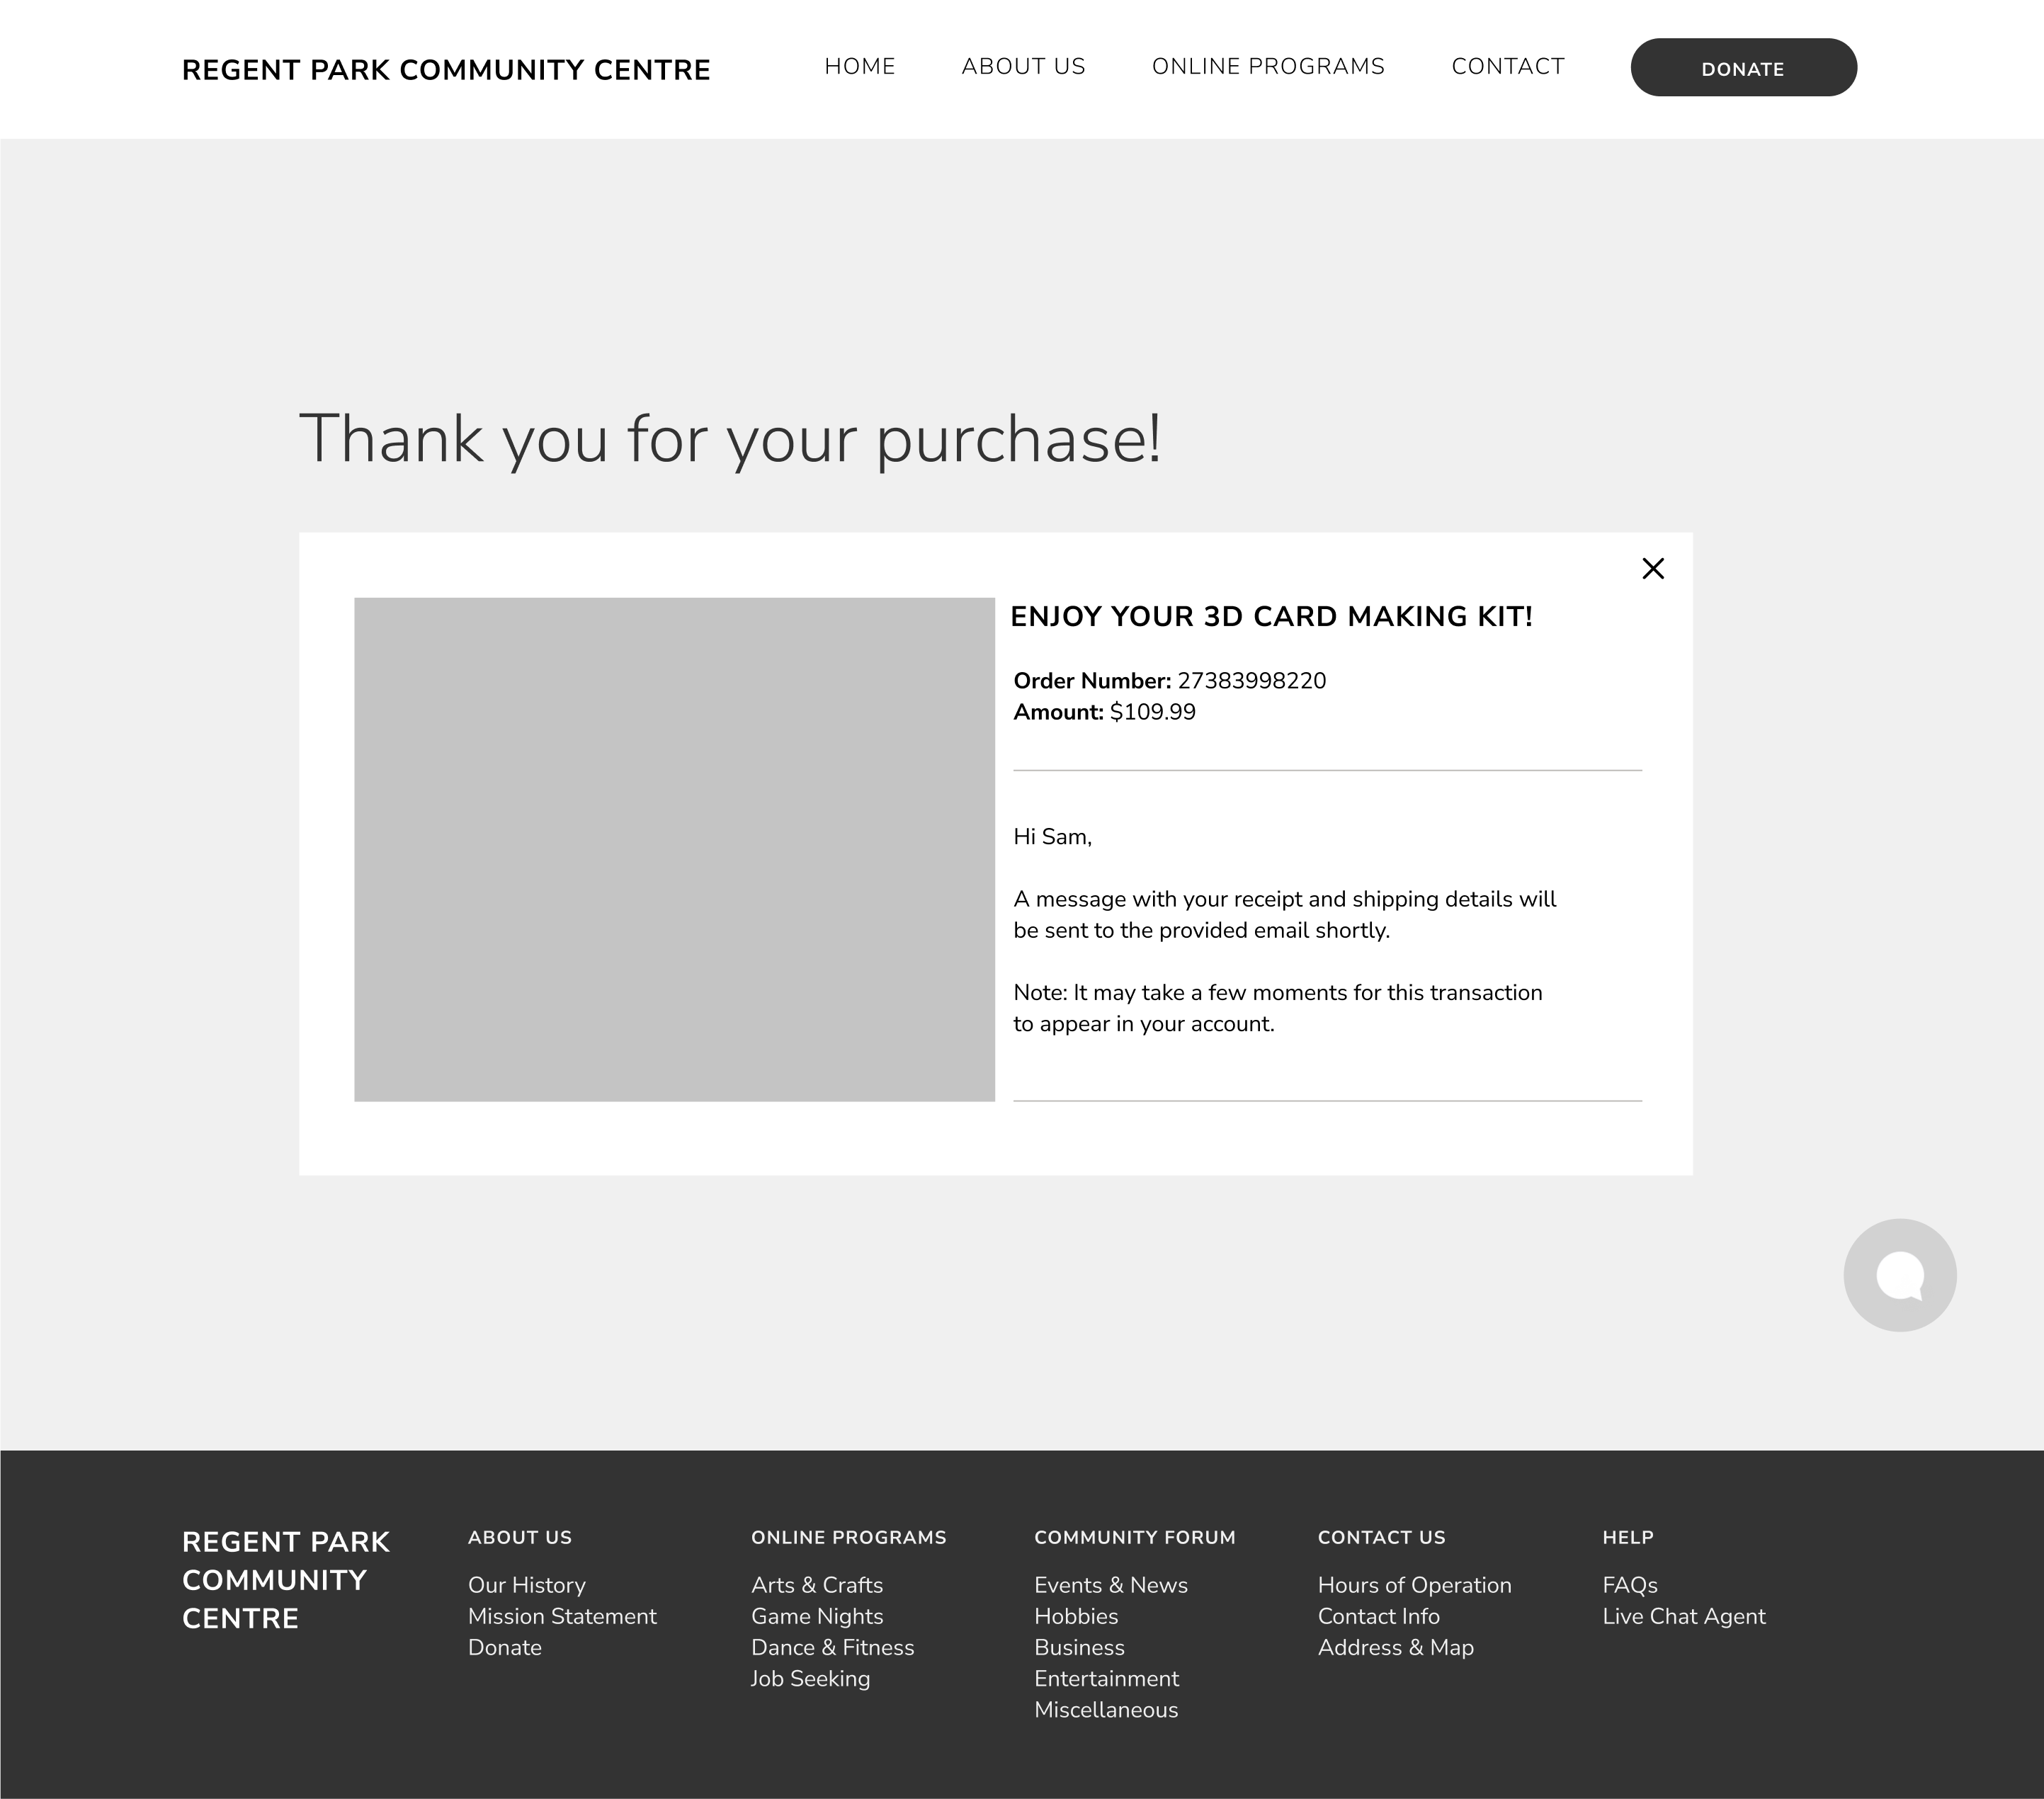 REGENT PARK COMMUNITY CENTRE
HOME
ABOUT US
ONLINE PROGRAMS
CONTACT
DONATE
Thank you for your purchase!
ENJOY YOUR 3D CARD MAKING KIT!
Order Number: 27383998220
Amount: $109.99
Hi Sam,
A message with your receipt and shipping details will
be sent to the provided email shortly.
Note: It may take a few moments for this transaction
to appear in your account.
REGENT PARK
COMMUNITY
CENTRE
ABOUT US
Our History
Mission Statement
Donate
ONLINE PROGRAMS
Arts & Crafts
Game Nights
Dance & Fitness
Job Seeking
COMMUNITY FORUM
Events & News
Hobbies
Business
Entertainment
Miscellaneous
CONTACT US
Hours of Operation
Contact Info
Address & Map
HELP
FAQs
Live Chat Agent